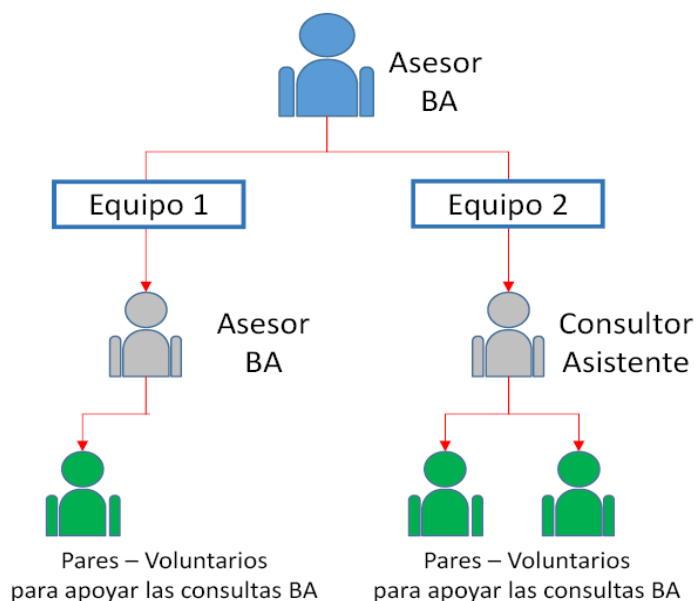 Asesor
BA
Equipo 1
Equipo 2
Asesor
BA
Consultor
Asistente
Pares – Voluntarios
para apoyar las consultas BA
Pares – Voluntarios
para apoyar las consultas BA